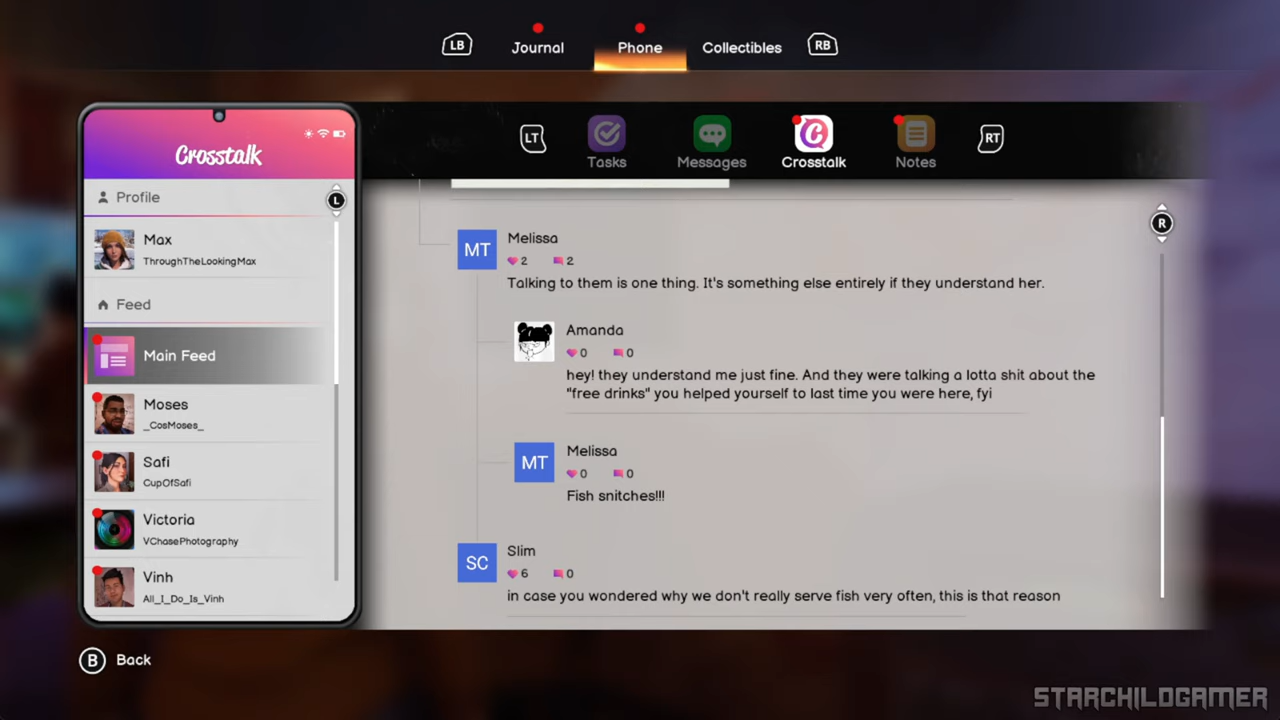 LB
Journal
Phone
Collectibles
RB
Crosstalk
Profile
L
Max
ThroughTheLookingMax
Feed
Main Feed
Moses
_CosMoses_
Safi
CupOfSafi
Victoria
VChasePhotography
Vinh
All_I_Do_Is_Vinh
LT
Tasks
Messages
Crosstalk
Notes
RT
R
MT
Melissa
2 2
Talking to them is one thing. It's something else entirely if they understand her.
Amanda
0 0
hey! they understand me just fine. And they were talking a lotta shit about the
"free drinks" you helped yourself to last time you were here, fyi
MT
Melissa
0 0
Fish snitches!!!
SC
Slim
6 0
in case you wondered why we don't really serve fish very often, this is that reason
B Back
STARCHILDGAMER